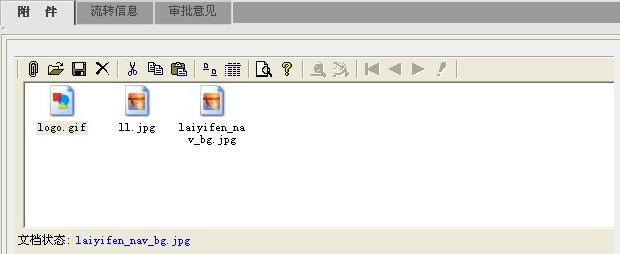 附 件 流转信息 审批意见
logo.gif ll.jpg laiyifen_na
v_bg.jpg
文档状态: laiyifen_nav_bg.jpg